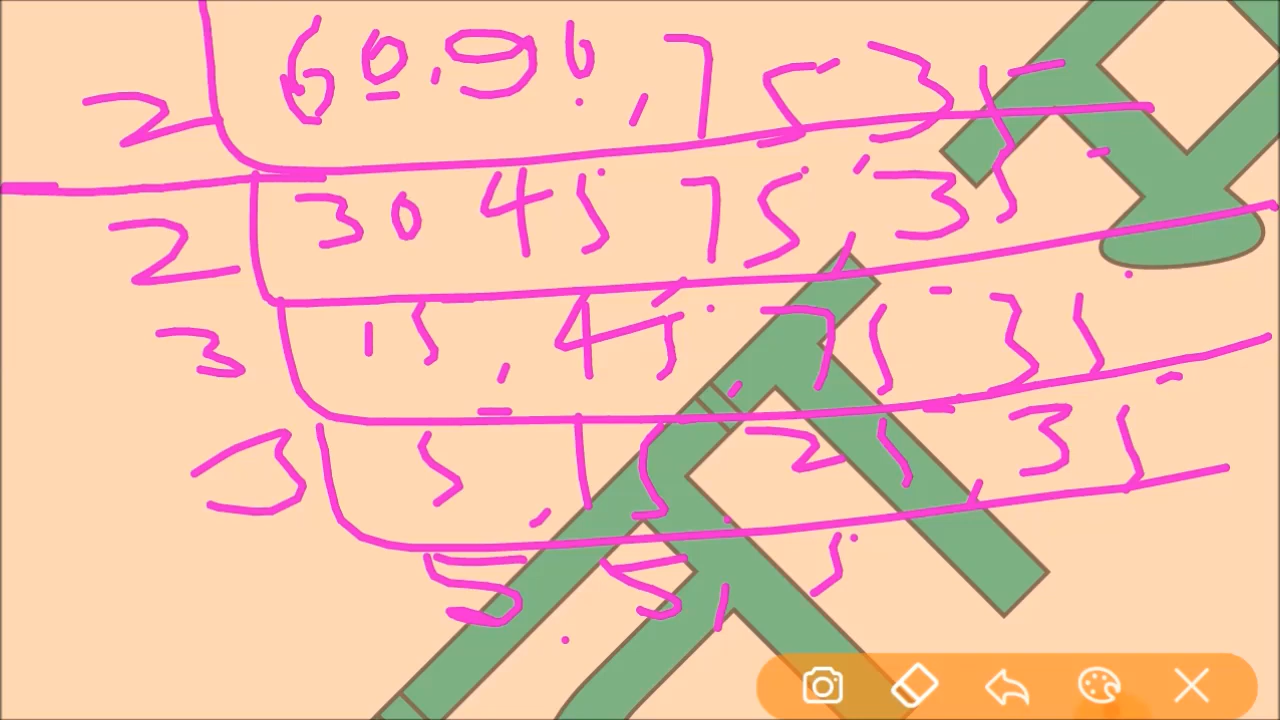 2 60, 90, 75, 35
2 30 45 75, 35
3 15, 45, 75 35
3 5, 15 25, 35
5 5, 5